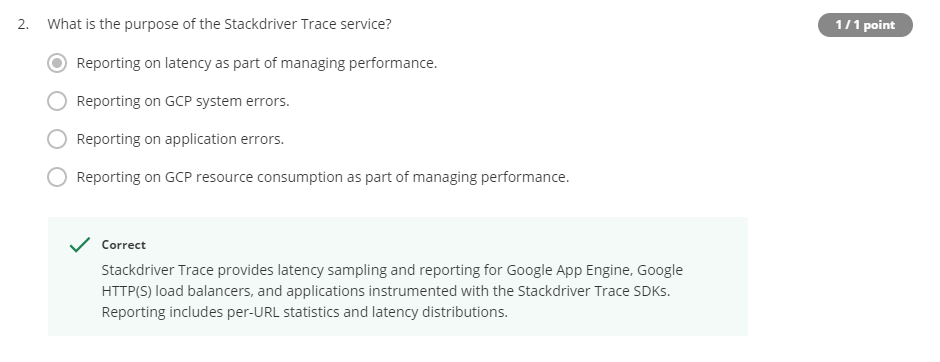 2. What is the purpose of the Stackdriver Trace service?
1 / 1 point
Reporting on latency as part of managing performance.
Reporting on GCP system errors.
Reporting on application errors.
Reporting on GCP resource consumption as part of managing performance.
Correct
Stackdriver Trace provides latency sampling and reporting for Google App Engine, Google
HTTP(S) load balancers, and applications instrumented with the Stackdriver Trace SDKs.
Reporting includes per-URL statistics and latency distributions.